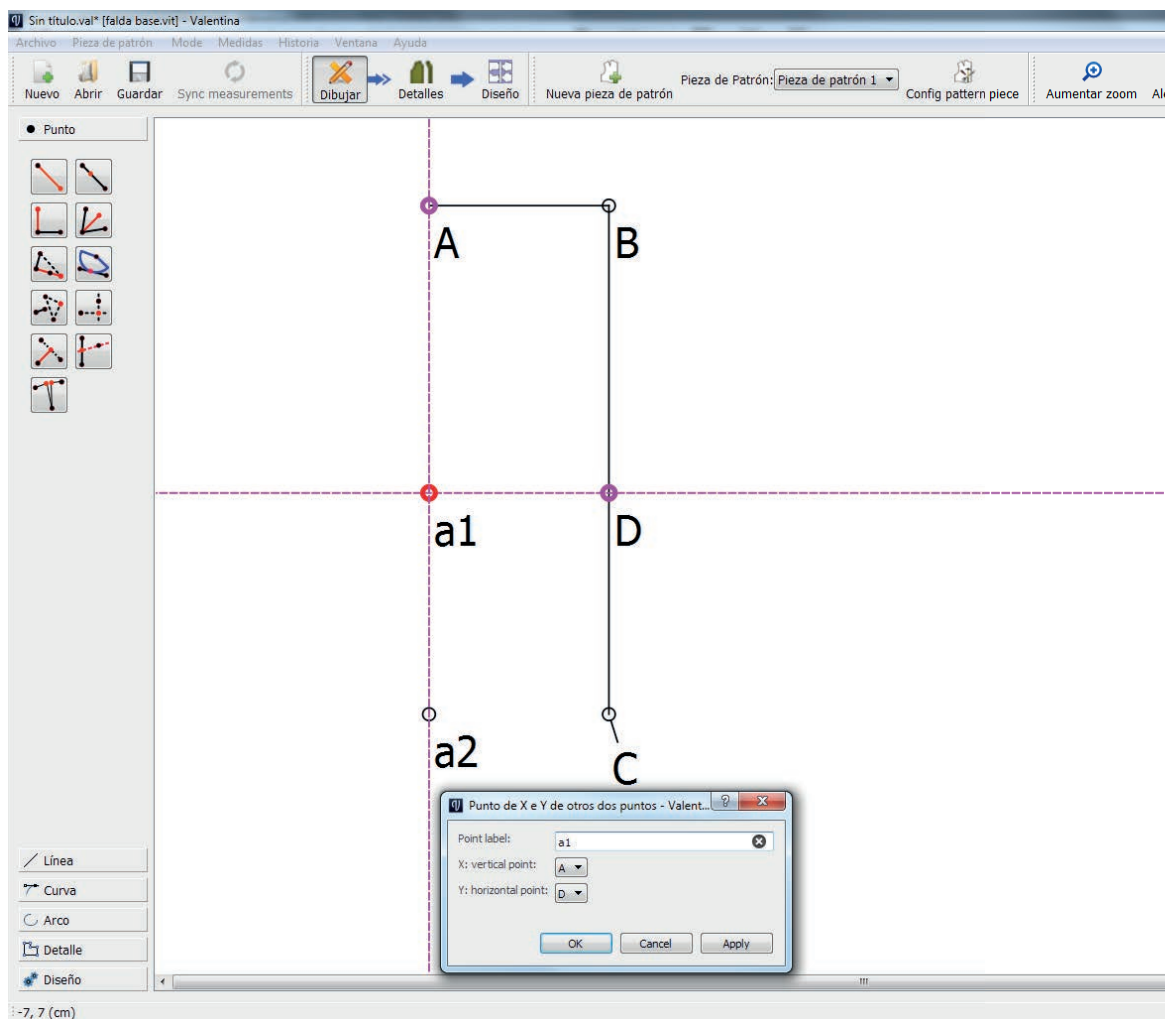 Sin título.val* [falda base.vit] - Valentina
Archivo Pieza de patrón Mode Medidas Historia Ventana Ayuda
Nuevo Abrir Guardar Sync measurements Dibujar Detalles Diseño Nueva pieza de patrón Pieza de Patrón: Pieza de patrón 1 Config pattern piece Aumentar zoom Al
Punto
A B
a1 D
a2 C
Punto de X e Y de otros dos puntos - Valent...
Point label: a1
X: vertical point: A
Y: horizontal point: D
OK Cancel Apply
Línea
Curva
Arco
Detalle
Diseño
-7, 7 (cm)